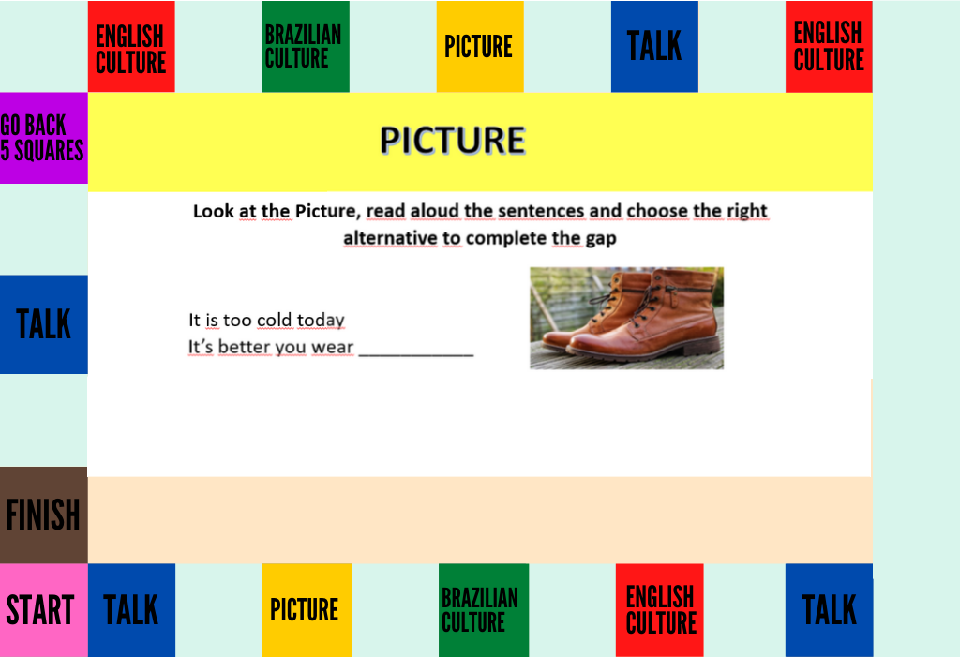 ENGLISH
CULTURE
BRAZILIAN
CULTURE
PICTURE
TALK
ENGLISH
CULTURE
GO BACK
5 SQUARES
PICTURE
Look at the Picture, read aloud the sentences and choose the right
alternative to complete the gap
It is too cold today
It's better you wear ____________
TALK
FINISH
START
TALK
PICTURE
BRAZILIAN
CULTURE
ENGLISH
CULTURE
TALK